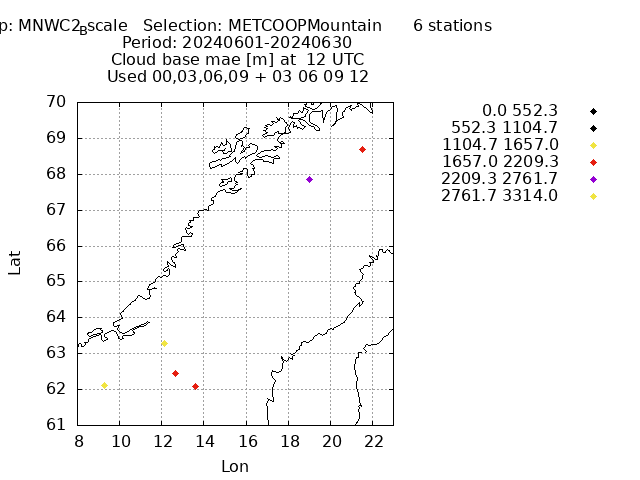 p: MNWC2Bscale Selection: METCOOPMountain 6 stations
Period: 20240601-20240630
Cloud base mae [m] at 12 UTC
Used 00,03,06,09 + 03 06 09 12
0.0 552.3
552.3 1104.7
1104.7 1657.0
1657.0 2209.3
2209.3 2761.7
2761.7 3314.0
70
69
68
67
66
65
64
63
62
61
Lat
8 10 12 14 16 18 20 22
Lon